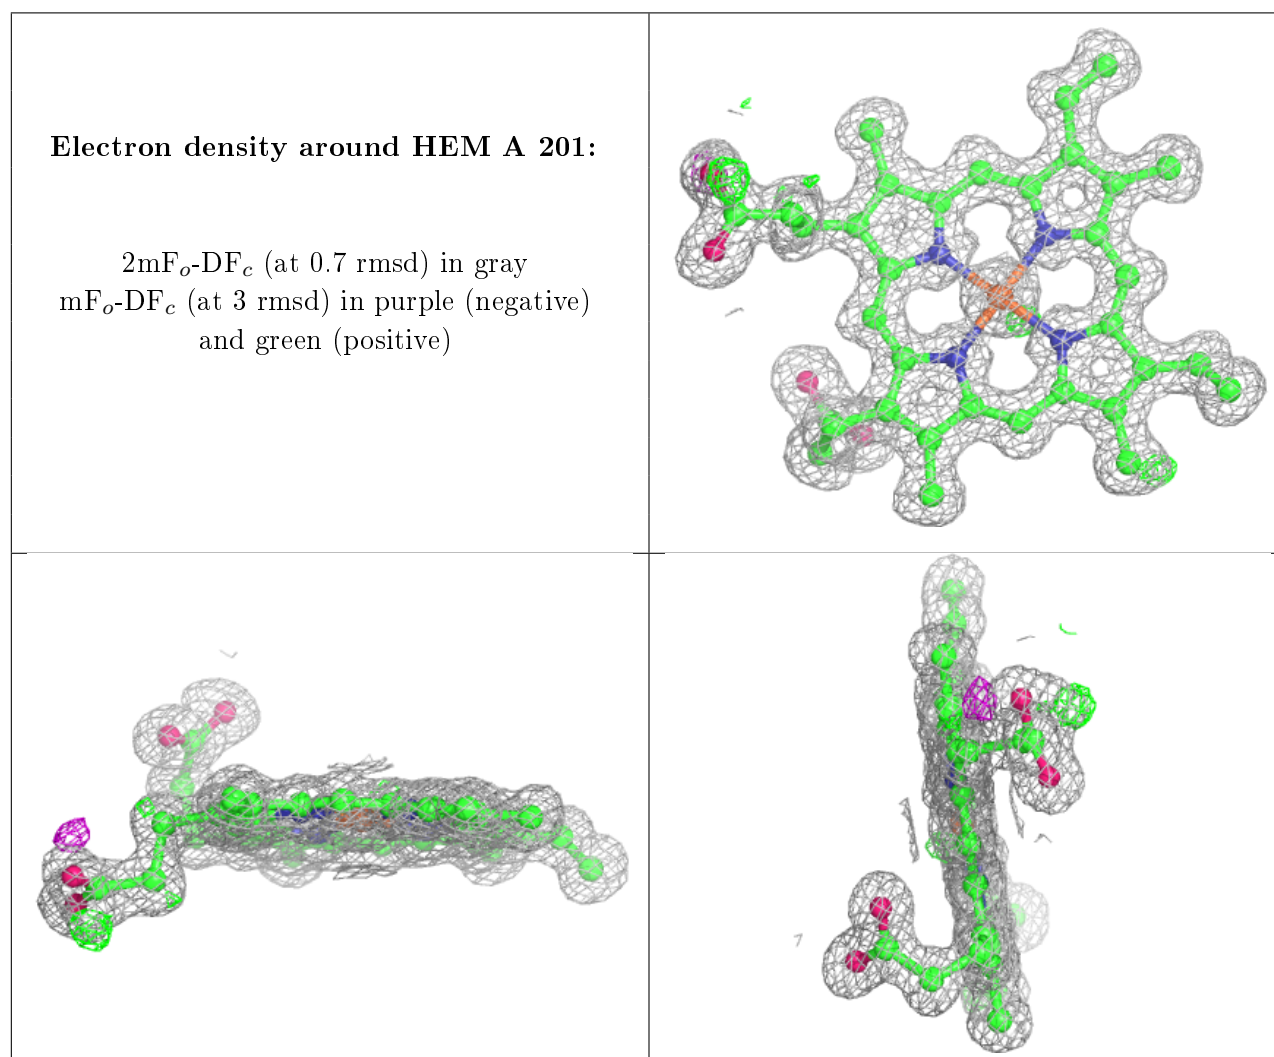 Electron density around HEM A 201:
2mFo-DFc (at 0.7 rmsd) in gray
mFo-DFc (at 3 rmsd) in purple (negative)
and green (positive)